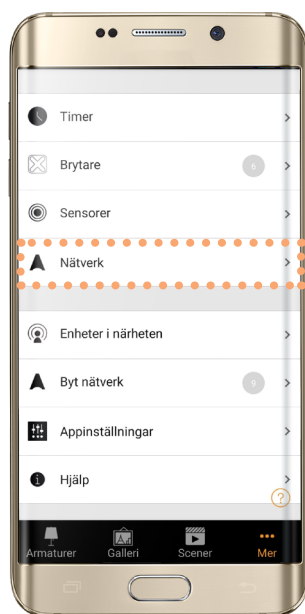 Timer
Brytare 6
Sensorer
Nätverk
Enheter i närheten
Byt nätverk 9
Appinställningar
Hjälp
?
Armaturer Galleri Scener Mer